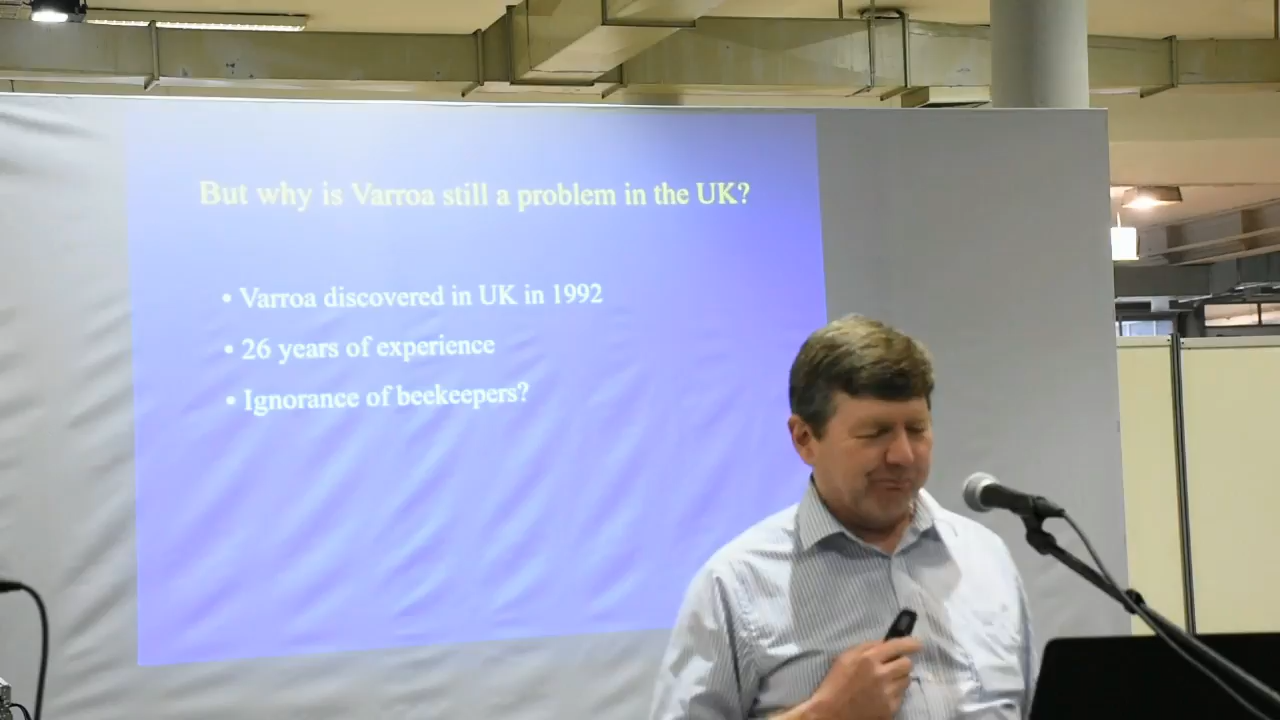 But why is Varroa still a problem in the UK?
• Varroa discovered in UK in 1992
• 26 years of experience
• Ignorance of beekeepers?